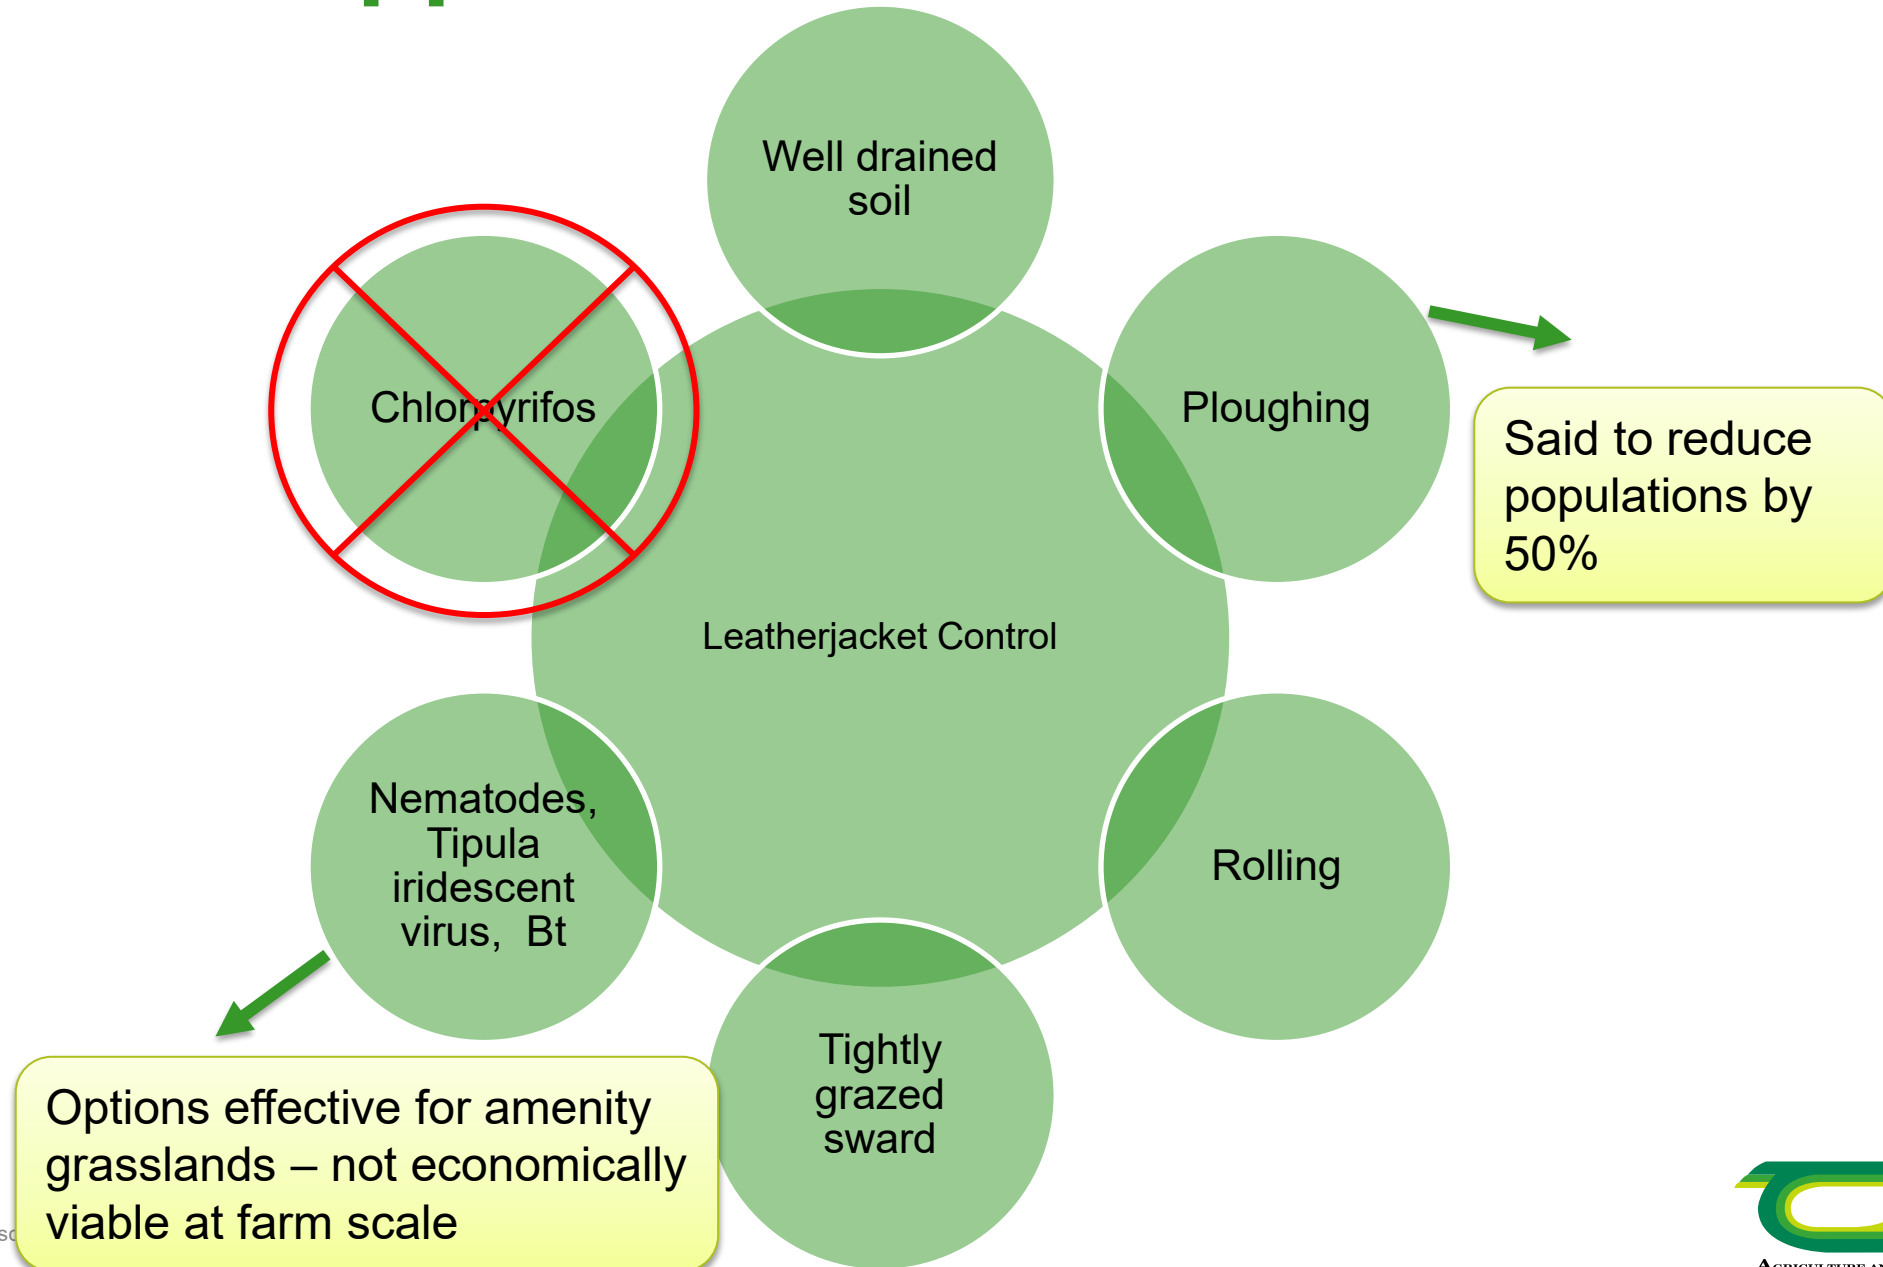 Well drained
soil
Chlorpyrifos
Ploughing
Said to reduce
populations by
50%
Leatherjacket Control
Nematodes,
Tipula
iridescent
virus,  Bt
Rolling
Tightly
grazed
sward
Options effective for amenity
grasslands – not economically
viable at farm scale